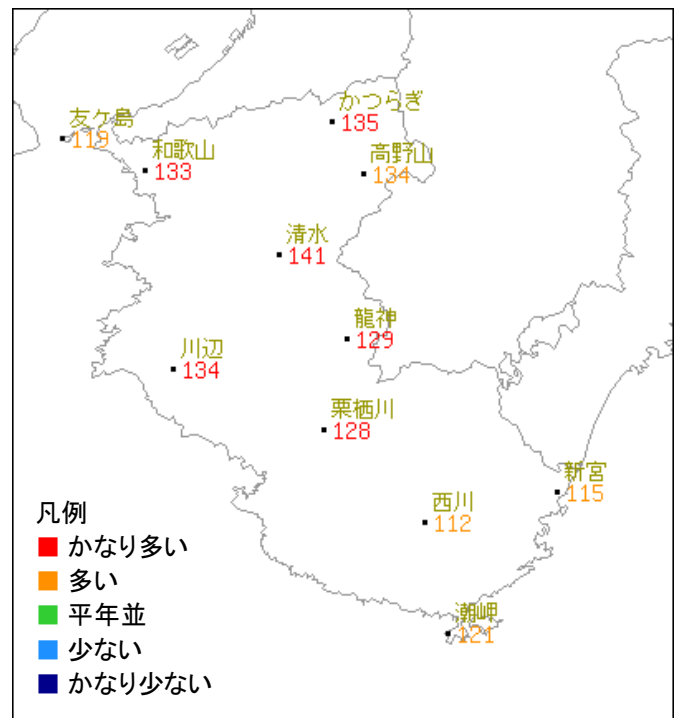 かつらぎ
135
友ケ島
119
和歌山
133
高野山
134
清水
141
龍神
129
川辺
134
栗栖川
128
新宮
115
西川
112
潮岬
121
凡例
かなり多い
多い
平年並
少ない
かなり少ない